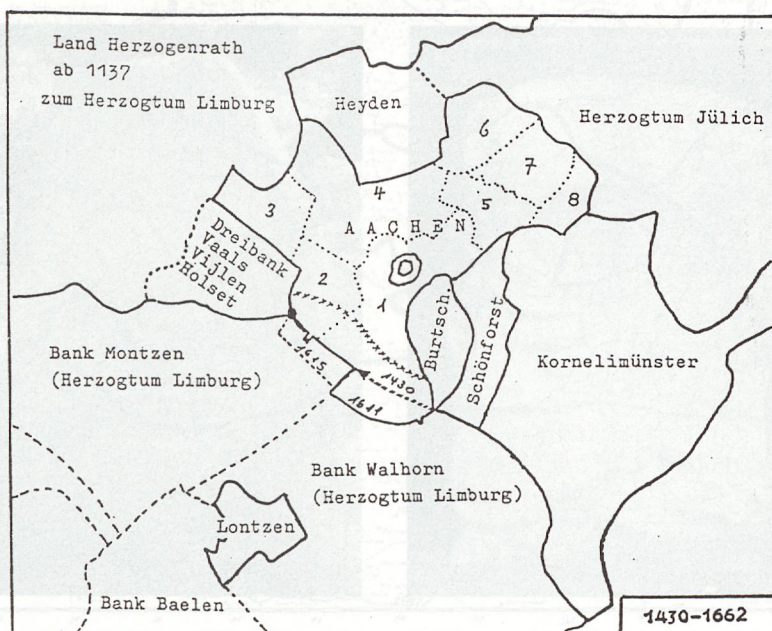 Land Herzogenrath
ab 1137
zum Herzogtum Limburg
Heyden
Herzogtum Jülich
6
7
8
4
5
3
A A C H E N
Dreibank
Vaals
Vijlen
Holset
2
1
Burtsch.
Schönforst
Kornelimünster
Bank Montzen
(Herzogtum Limburg)
1615
1430
1611
Bank Walhorn
(Herzogtum Limburg)
Lontzen
Bank Baelen
1430-1662